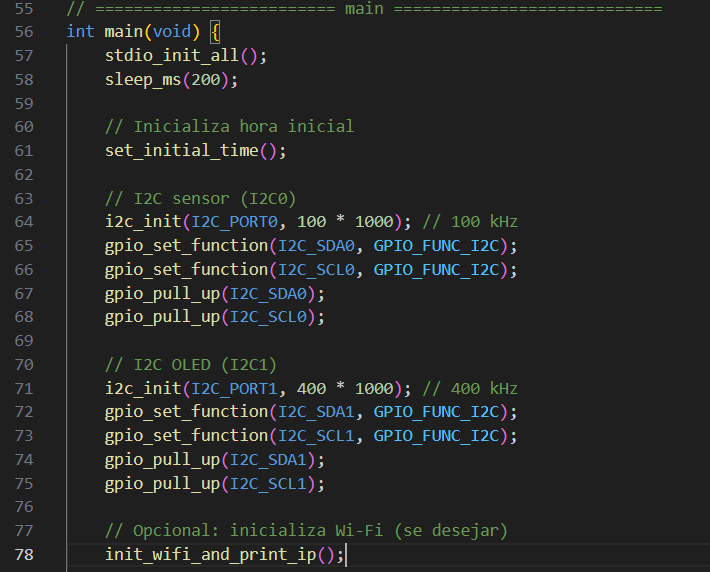 55 // ========================= main ============================
56 int main(void) {
57     stdio_init_all();
58     sleep_ms(200);
59
60     // Inicializa hora inicial
61     set_initial_time();
62
63     // I2C sensor (I2C0)
64     i2c_init(I2C_PORT0, 100 * 1000); // 100 kHz
65     gpio_set_function(I2C_SDA0, GPIO_FUNC_I2C);
66     gpio_set_function(I2C_SCL0, GPIO_FUNC_I2C);
67     gpio_pull_up(I2C_SDA0);
68     gpio_pull_up(I2C_SCL0);
69
70     // I2C OLED (I2C1)
71     i2c_init(I2C_PORT1, 400 * 1000); // 400 kHz
72     gpio_set_function(I2C_SDA1, GPIO_FUNC_I2C);
73     gpio_set_function(I2C_SCL1, GPIO_FUNC_I2C);
74     gpio_pull_up(I2C_SDA1);
75     gpio_pull_up(I2C_SCL1);
76
77     // Opcional: inicializa Wi-Fi (se desejar)
78     init_wifi_and_print_ip();